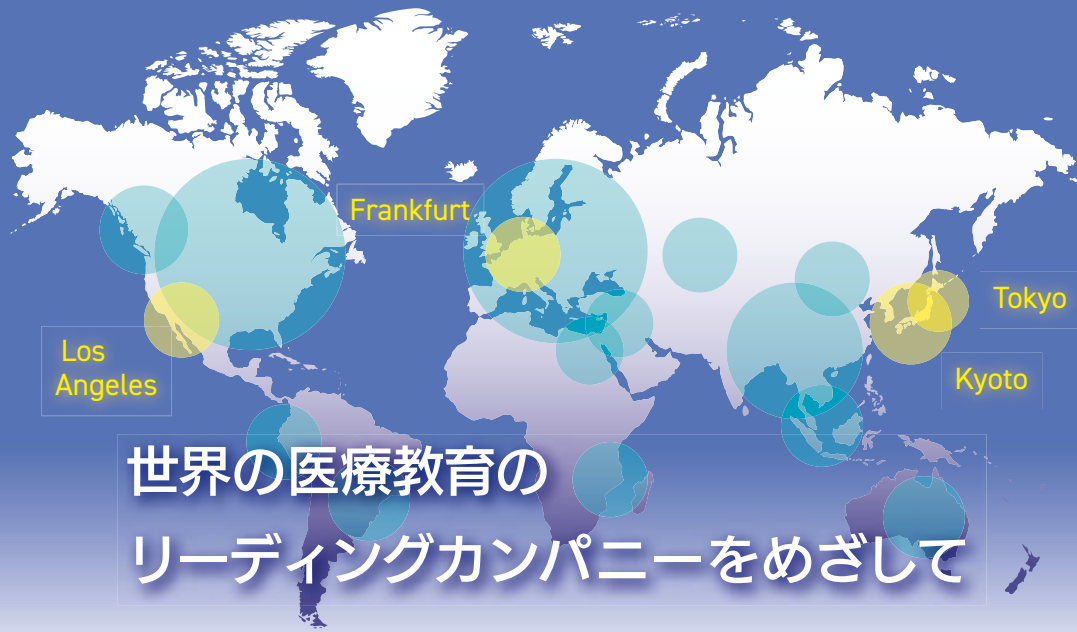 Frankfurt
Tokyo
Los
Angeles
Kyoto
世界の医療教育の
リーディングカンパニーをめざして